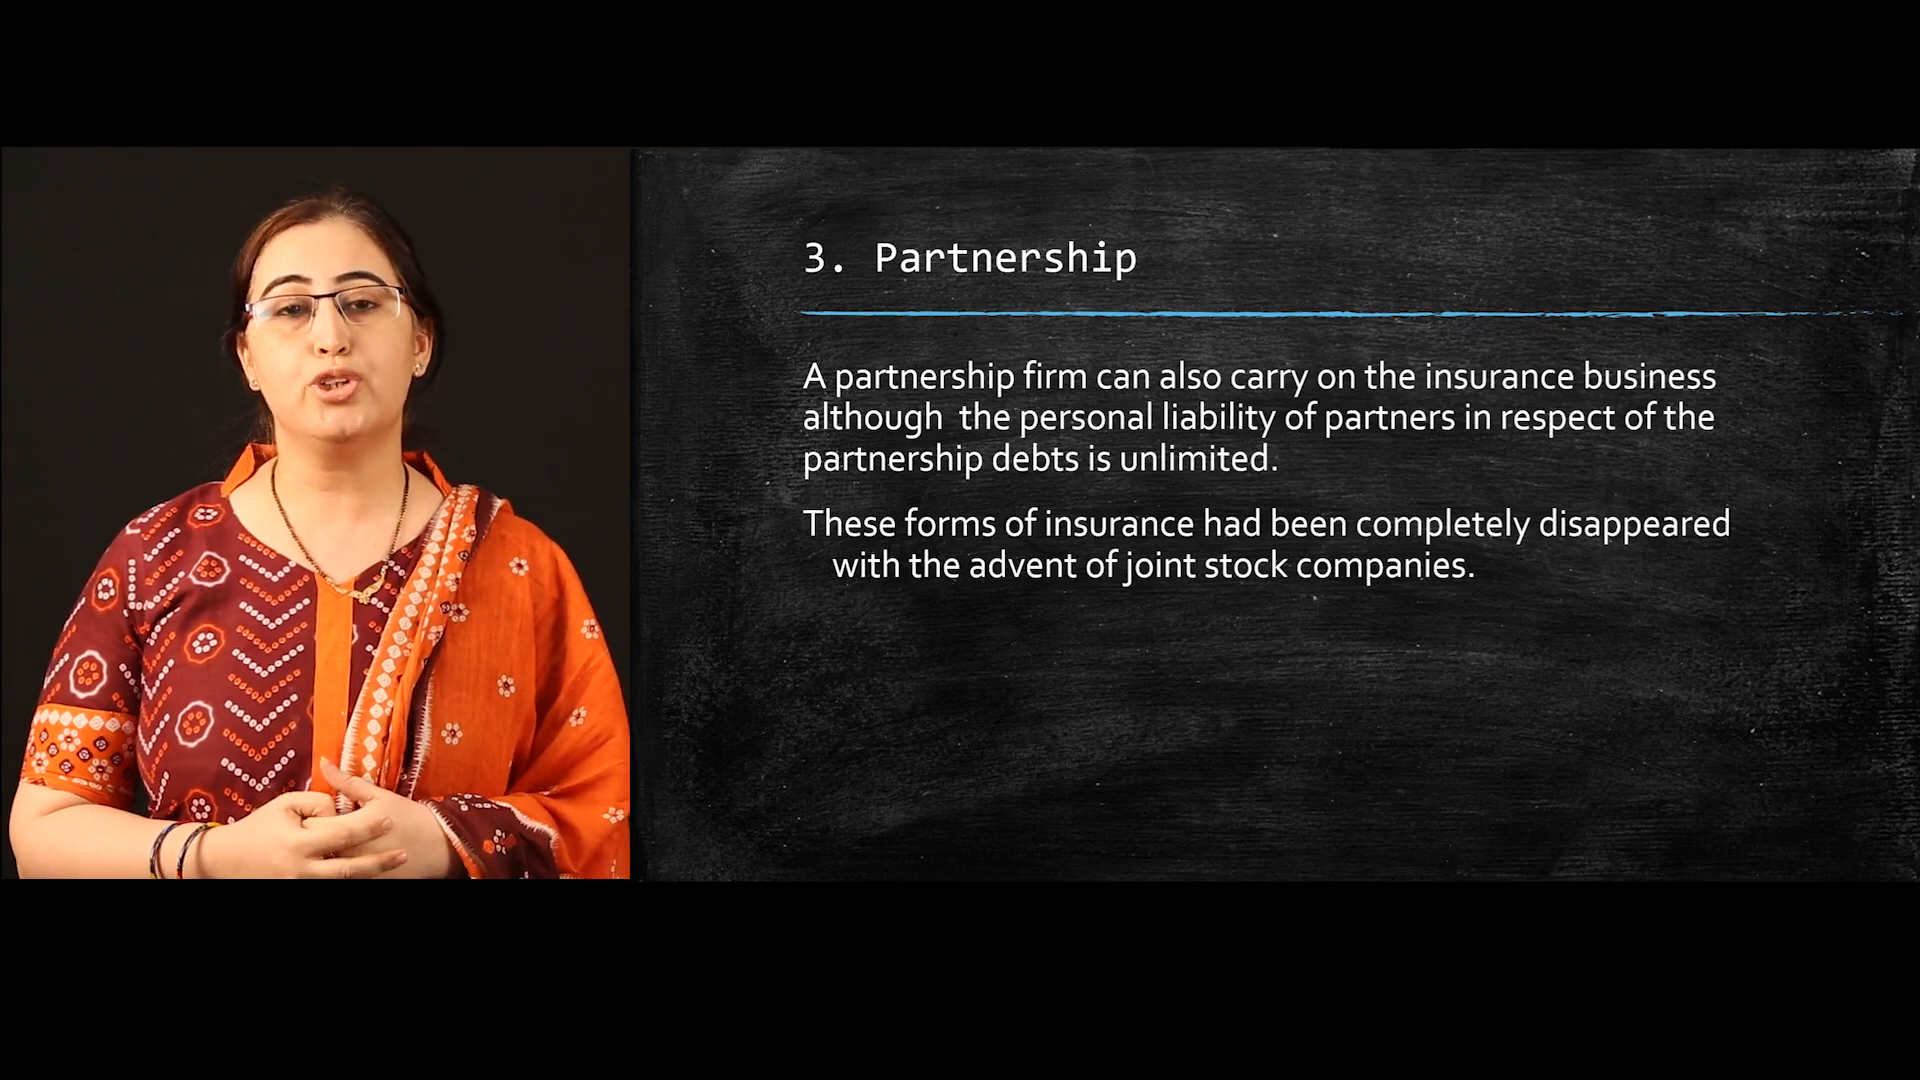 3. Partnership
A partnership firm can also carry on the insurance business
although the personal liability of partners in respect of the
partnership debts is unlimited.
These forms of insurance had been completely disappeared
with the advent of joint stock companies.